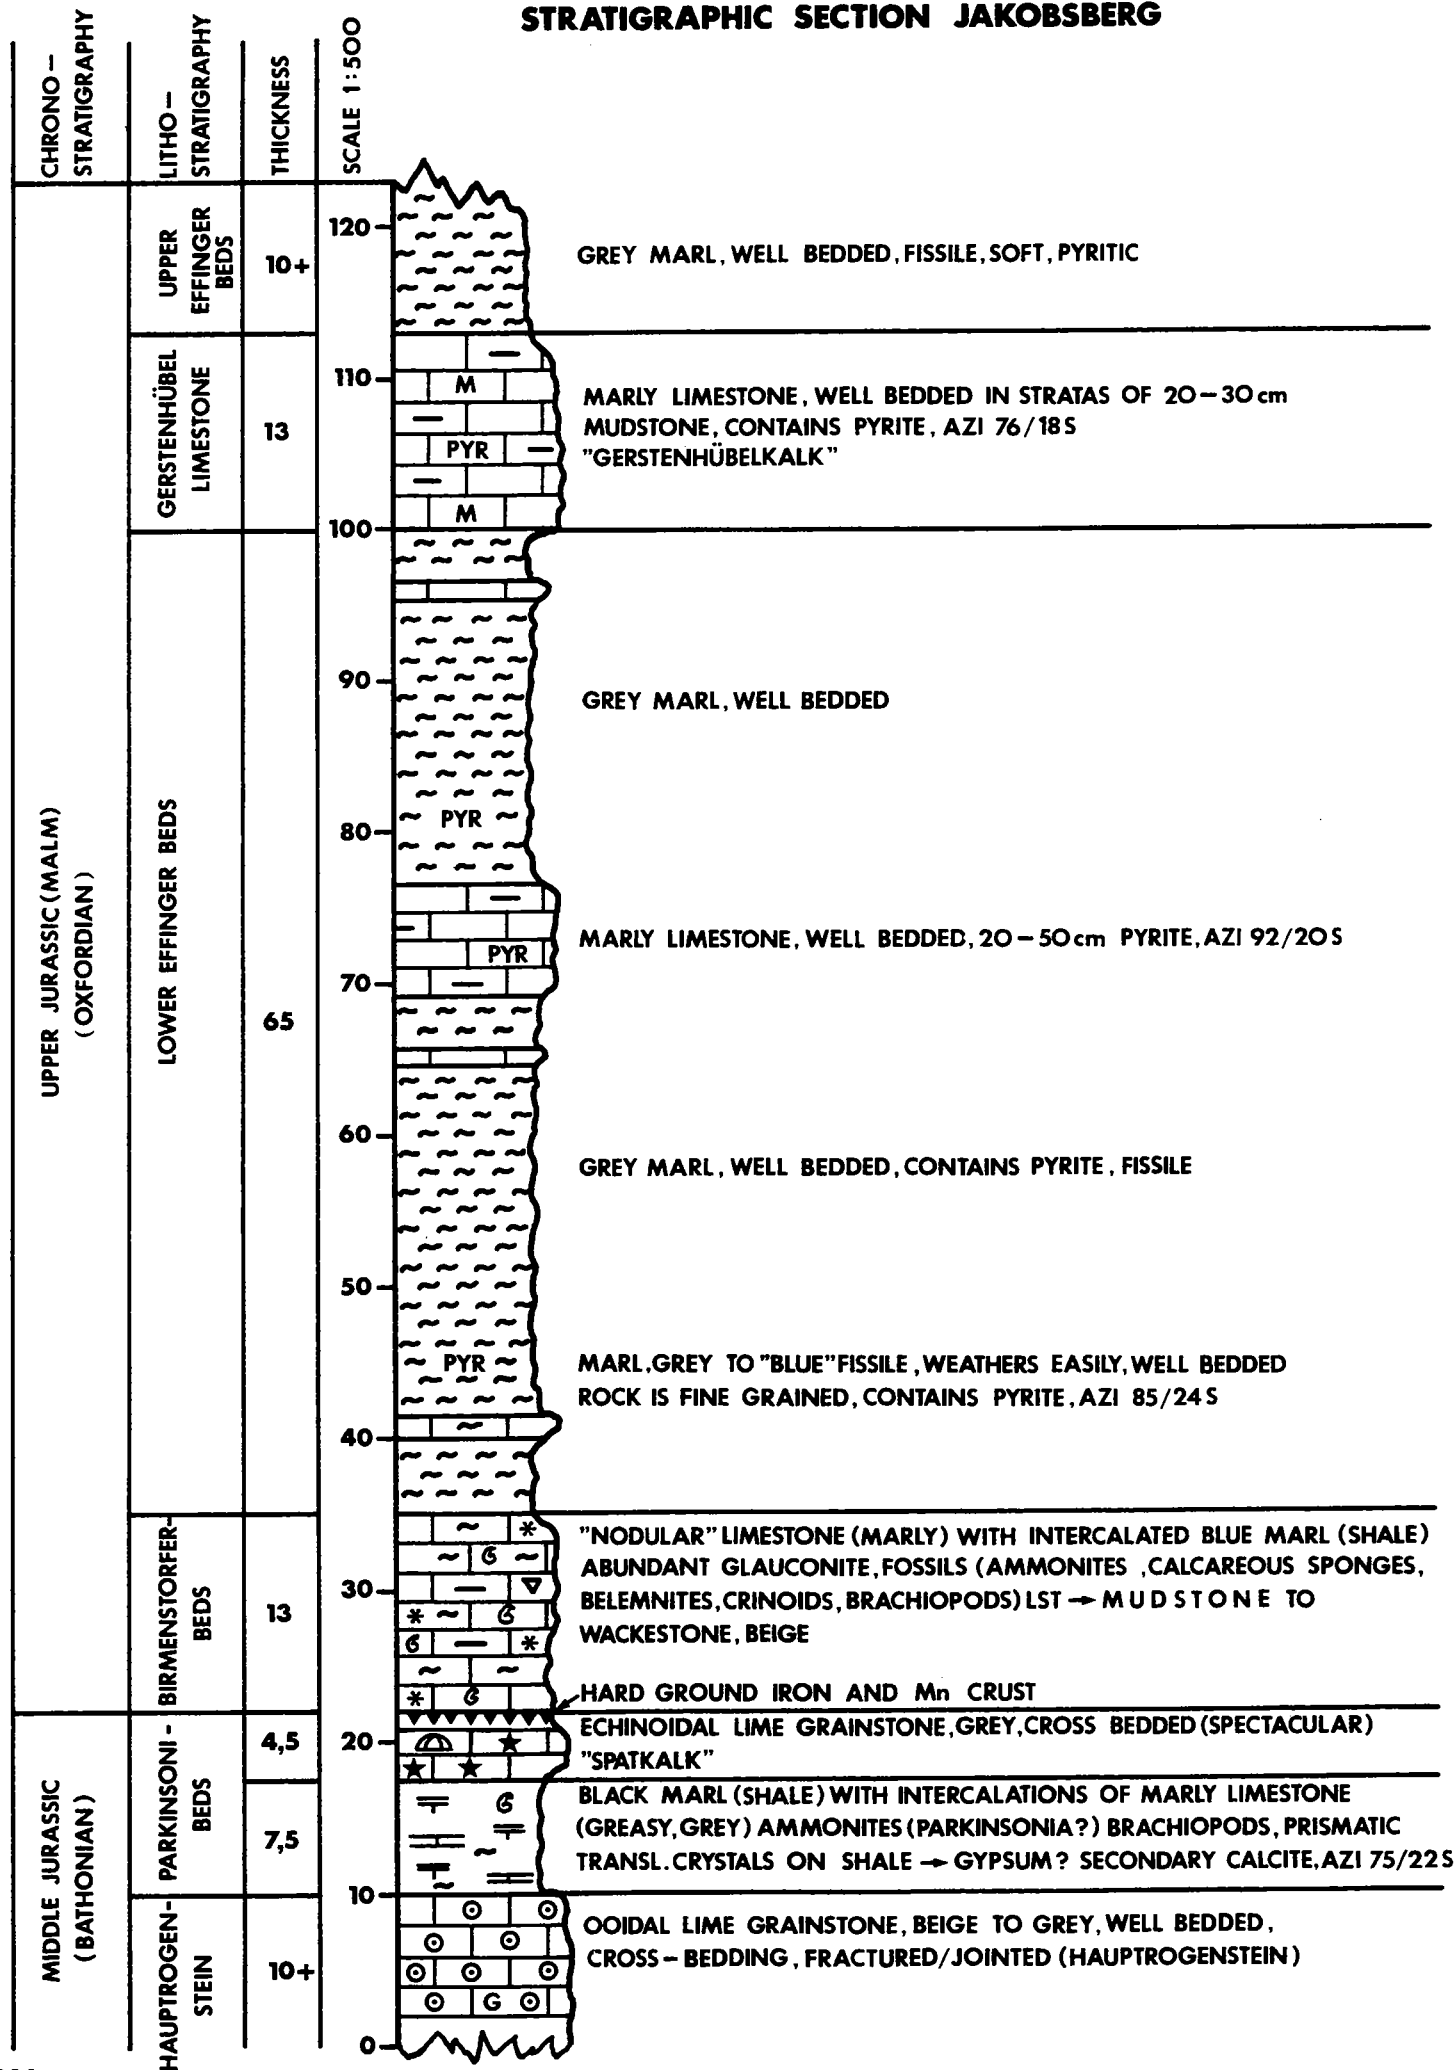 STRATIGRAPHIC SECTION JAKOBSBERG
CHRONO-
STRATIGRAPHY
LITHO-
STRATIGRAPHY
THICKNESS
SCALE 1:500
UPPER
EFFINGER
BEDS
10+
120
GREY MARL, WELL BEDDED, FISSILE, SOFT, PYRITIC
GERSTENHÜBEL
LIMESTONE
13
110
100
M
PYR
M
MARLY LIMESTONE, WELL BEDDED IN STRATAS OF 20-30 cm
MUDSTONE, CONTAINS PYRITE, AZI 76/18 S
"GERSTENHÜBELKALK"
UPPER JURASSIC (MALM)
(OXFORDIAN)
LOWER EFFINGER BEDS
65
90
GREY MARL, WELL BEDDED
80
PYR
70
PYR
MARLY LIMESTONE, WELL BEDDED, 20-50 cm PYRITE, AZI 92/20 S
60
GREY MARL, WELL BEDDED, CONTAINS PYRITE, FISSILE
50
PYR
MARL, GREY TO "BLUE" FISSILE, WEATHERS EASILY, WELL BEDDED
ROCK IS FINE GRAINED, CONTAINS PYRITE, AZI 85/24 S
40
BIRMENSTORFER-
BEDS
13
30
"NODULAR" LIMESTONE (MARLY) WITH INTERCALATED BLUE MARL (SHALE)
ABUNDANT GLAUCONITE, FOSSILS (AMMONITES, CALCAREOUS SPONGES,
BELEMNITES, CRINOIDS, BRACHIOPODS) LST → MUDSTONE TO
WACKESTONE, BEIGE
HARD GROUND IRON AND Mn CRUST
MIDDLE JURASSIC
(BATHONIAN)
PARKINSONI-
BEDS
4,5
20
ECHINOIDAL LIME GRAINSTONE, GREY, CROSS BEDDED (SPECTACULAR)
"SPATKALK"
7,5
BLACK MARL (SHALE) WITH INTERCALATIONS OF MARLY LIMESTONE
(GREASY, GREY) AMMONITES (PARKINSONIA?) BRACHIOPODS, PRISMATIC
TRANSL. CRYSTALS ON SHALE → GYPSUM? SECONDARY CALCITE, AZI 75/22 S
10
HAUPTROGEN-
STEIN
10+
G
OOIDAL LIME GRAINSTONE, BEIGE TO GREY, WELL BEDDED,
CROSS-BEDDING, FRACTURED/JOINTED (HAUPTROGENSTEIN)
0